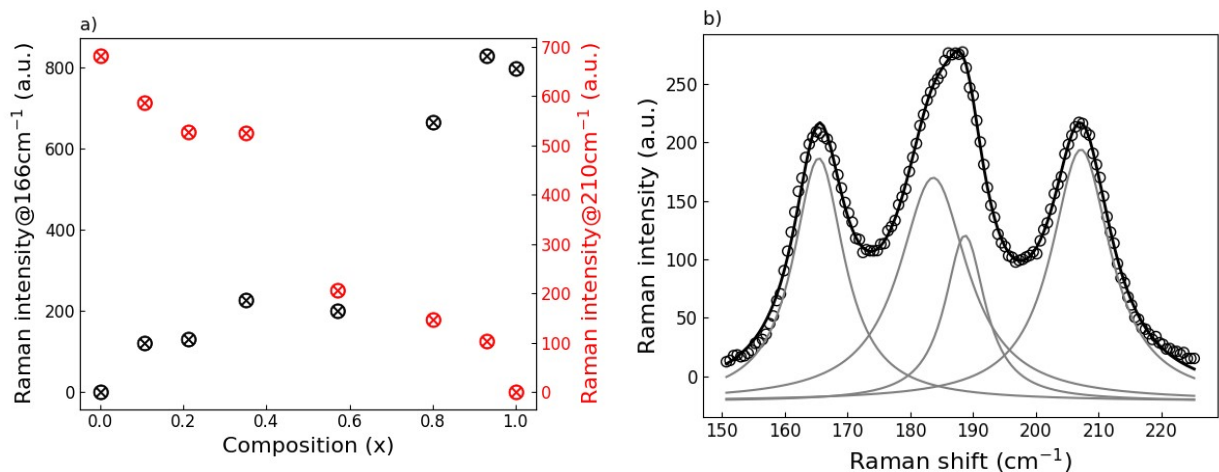 a)
Raman intensity@166cm⁻¹ (a.u.)
800
600
400
200
0
0.0 0.2 0.4 0.6 0.8 1.0
Composition (x)
700
600
500
400
300
200
100
0
Raman intensity@210cm⁻¹ (a.u.)
b)
Raman intensity (a.u.)
250
200
150
100
50
0
150 160 170 180 190 200 210 220
Raman shift (cm⁻¹)